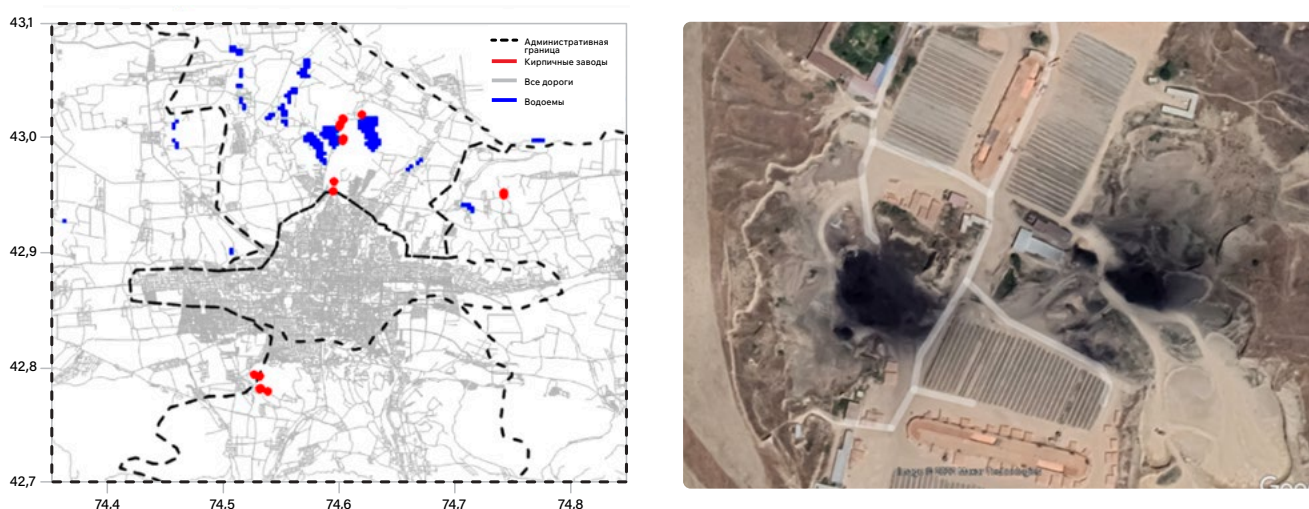 43,1
43,0
42,9
42,8
42,7
74.4
74.5
74.6
74.7
74.8
Административная
граница
Кирпичные заводы
Все дороги
Водоемы
Goo